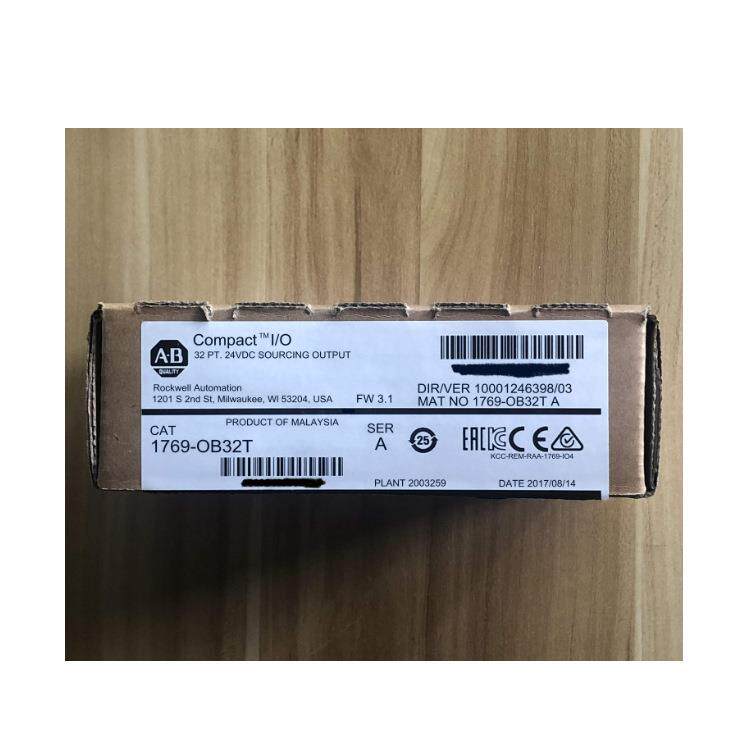 Compact™I/O
32 PT. 24VDC SOURCING OUTPUT
A·B
QUALITY
Rockwell Automation
1201 S 2nd St, Milwaukee, WI 53204, USA
FW 3.1
DIR/VER 10001246398/03
MAT NO 1769-OB32T A
PRODUCT OF MALAYSIA
CAT
1769-OB32T
SER
A
25
EAC CE
KCC-REM-RAA-1769-IO4
PLANT 2003259
DATE 2017/08/14